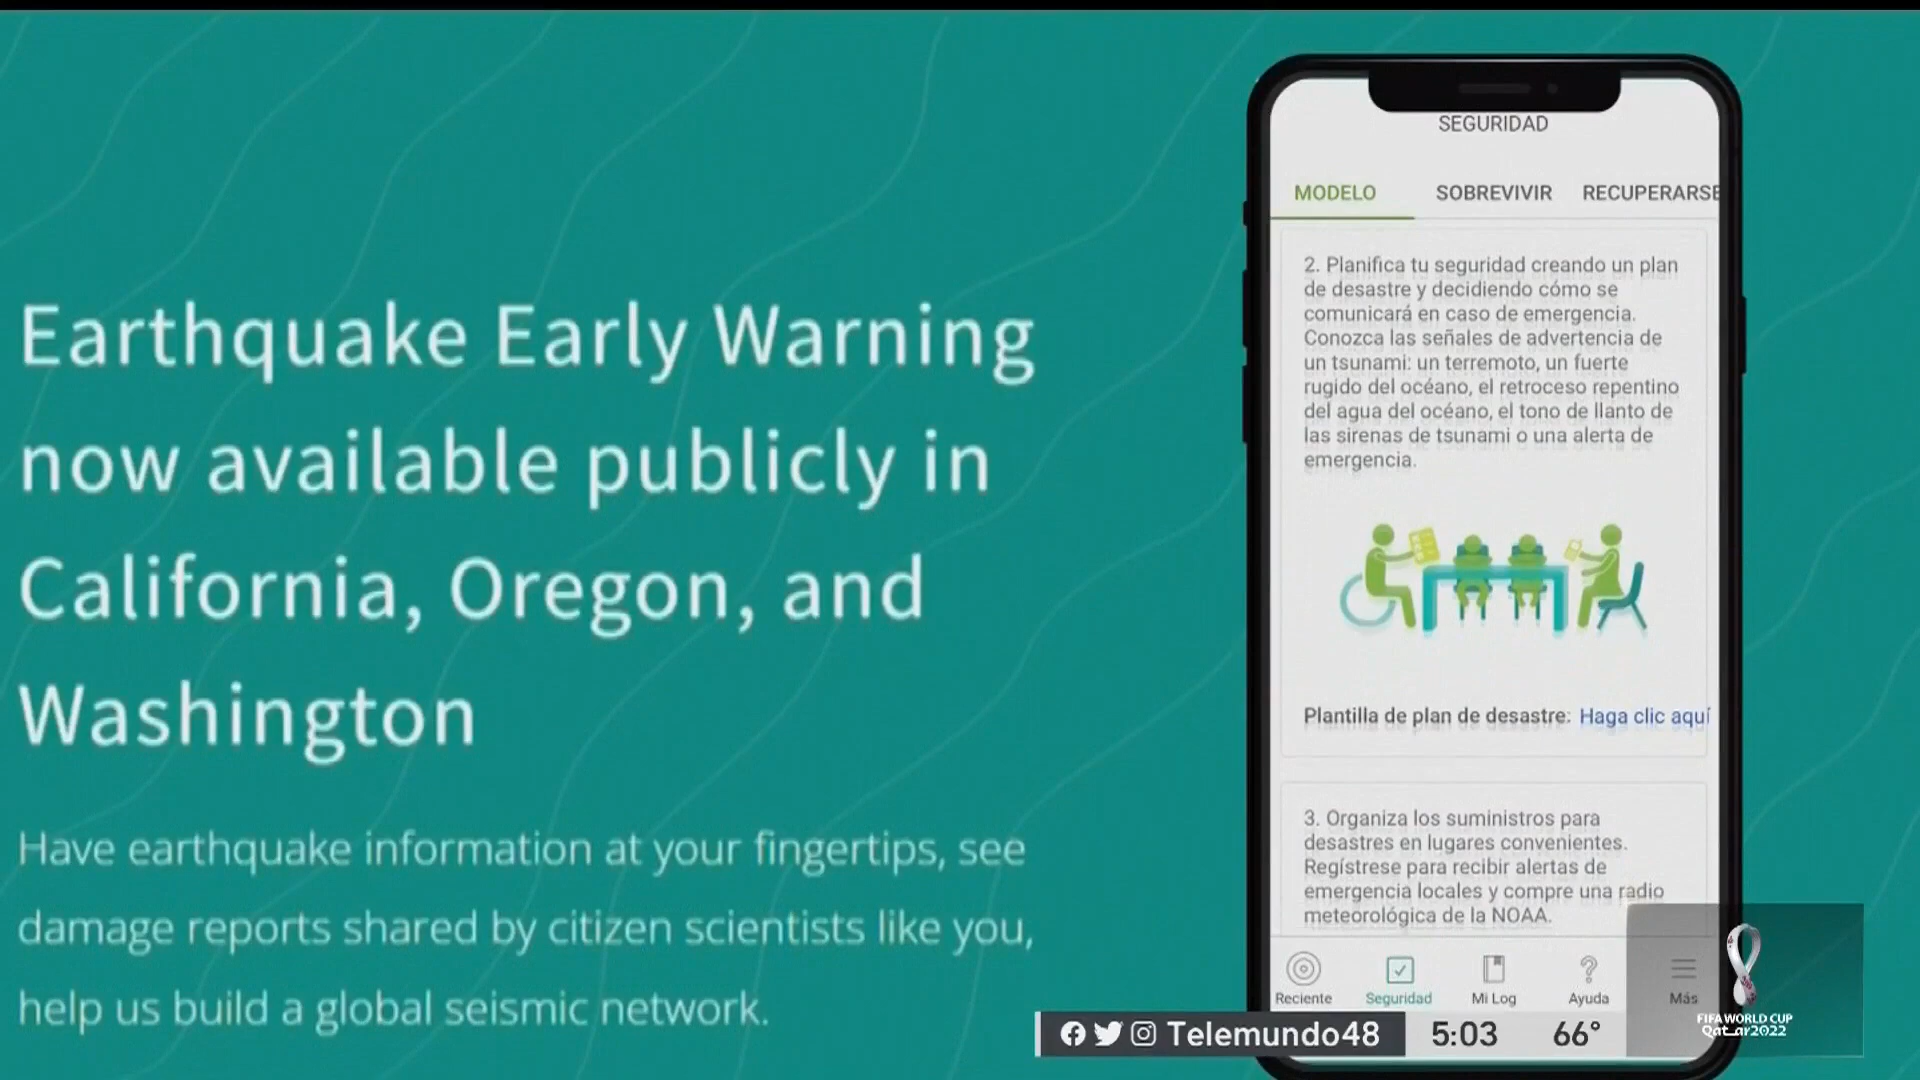 Earthquake Early Warning
now available publicly in
California, Oregon, and
Washington
Have earthquake information at your fingertips, see
damage reports shared by citizen scientists like you,
help us build a global seismic network.
SEGURIDAD
MODELO SOBREVIVIR RECUPERARSE
2. Planifica tu seguridad creando un plan
de desastre y decidiendo cómo se
comunicará en caso de emergencia.
Conozca las señales de advertencia de
un tsunami: un terremoto, un fuerte
rugido del océano, el retroceso repentino
del agua del océano, el tono de llanto de
las sirenas de tsunami o una alerta de
emergencia.
Plantilla de plan de desastre: Haga clic aquí
3. Organiza los suministros para
desastres en lugares convenientes.
Regístrese para recibir alertas de
emergencia locales y compre una radio
meteorológica de la NOAA.
Reciente Seguridad Mi Log Ayuda Más
Telemundo48 5:03 66°
FIFA WORLD CUP
Qatar2022